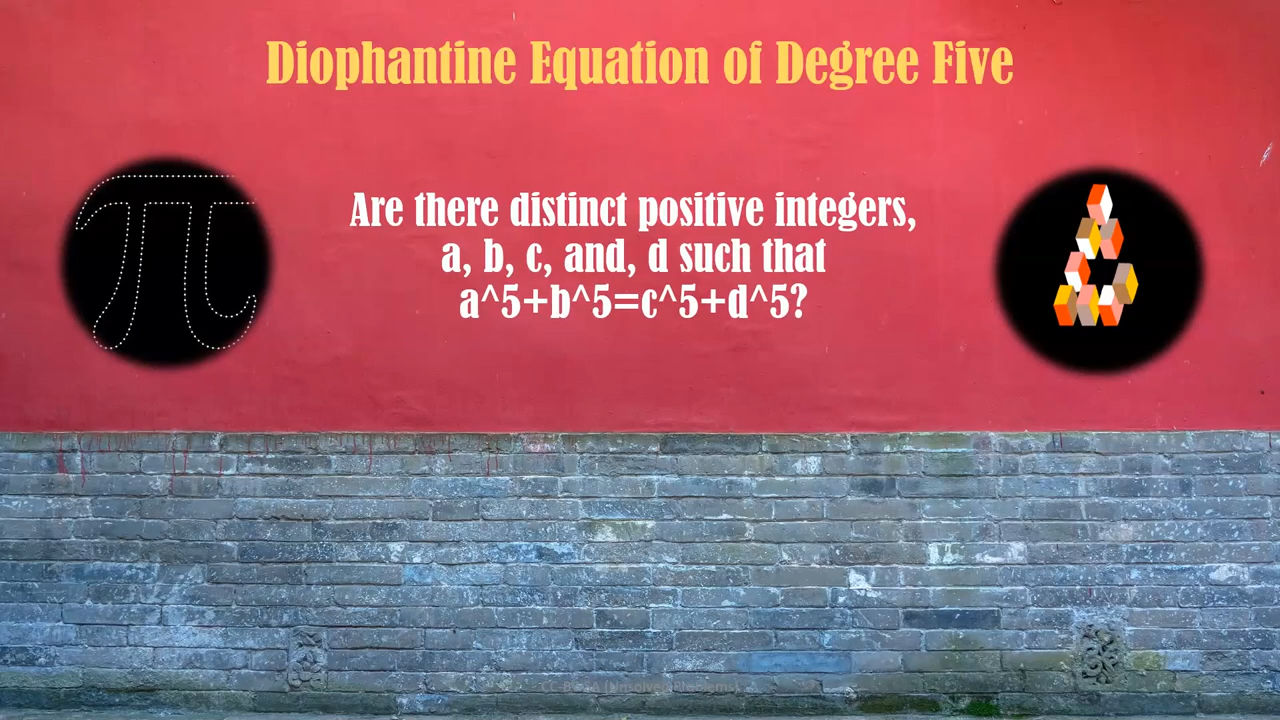 Diophantine Equation of Degree Five
Are there distinct positive integers,
a, b, c, and, d such that
a^5+b^5=c^5+d^5?